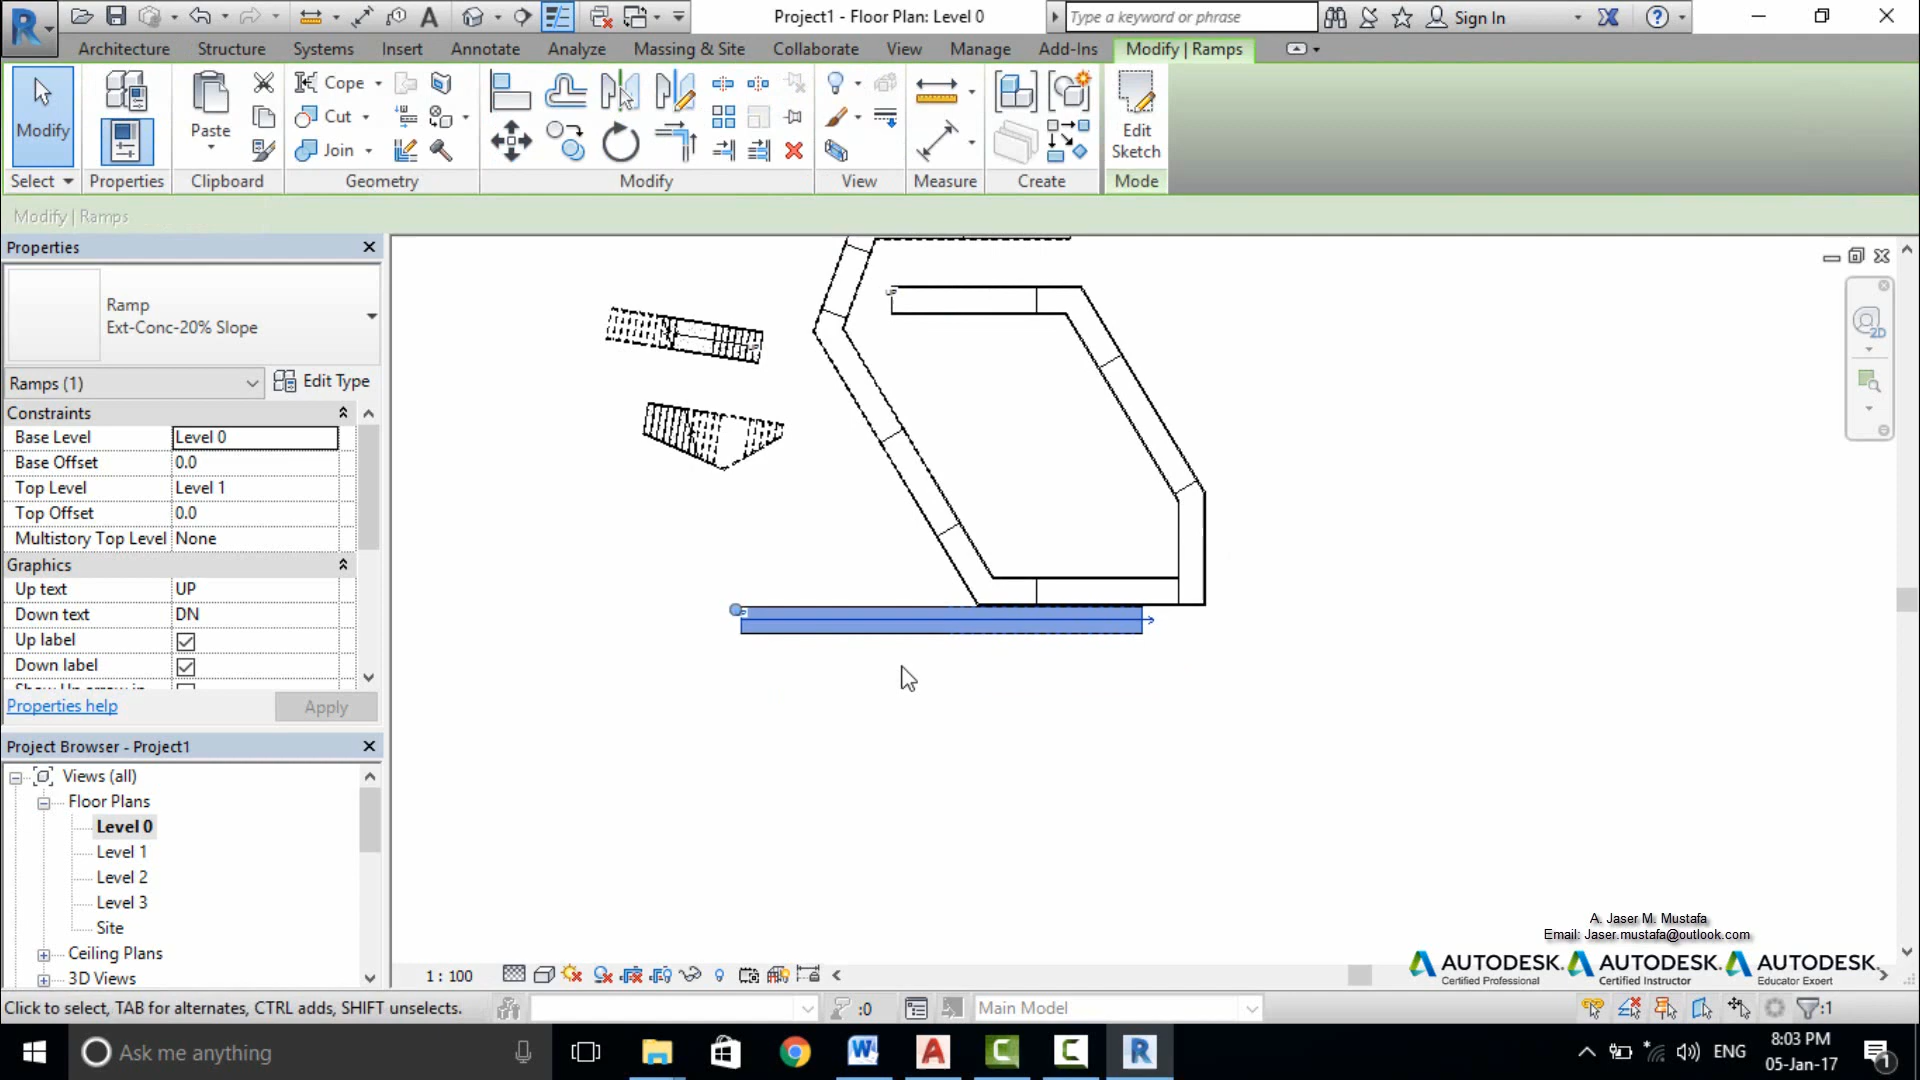 Project1 - Floor Plan: Level 0
Type a keyword or phrase
Sign In
Architecture
Structure
Systems
Insert
Annotate
Analyze
Massing & Site
Collaborate
View
Manage
Add-Ins
Modify | Ramps
Modify
Paste
Cope
Cut
Join
Edit
Sketch
Select
Properties
Clipboard
Geometry
Modify
View
Measure
Create
Mode
Modify | Ramps
Properties
Ramp
Ext-Conc-20% Slope
Ramps (1)
Edit Type
Constraints
Base Level Level 0
Base Offset 0.0
Top Level Level 1
Top Offset 0.0
Multistory Top Level None
Graphics
Up text UP
Down text DN
Up label
Down label
Properties help
Apply
Project Browser - Project1
Views (all)
Floor Plans
Level 0
Level 1
Level 2
Level 3
Site
Ceiling Plans
3D Views
1 : 100
A. Jaser M. Mustafa
Email: Jaser.mustafa@outlook.com
AUTODESK.
Certified Professional
AUTODESK.
Certified Instructor
AUTODESK.
Educator Expert
Click to select, TAB for alternates, CTRL adds, SHIFT unselects.
:0
Main Model
:1
Ask me anything
ENG
8:03 PM
05-Jan-17
1